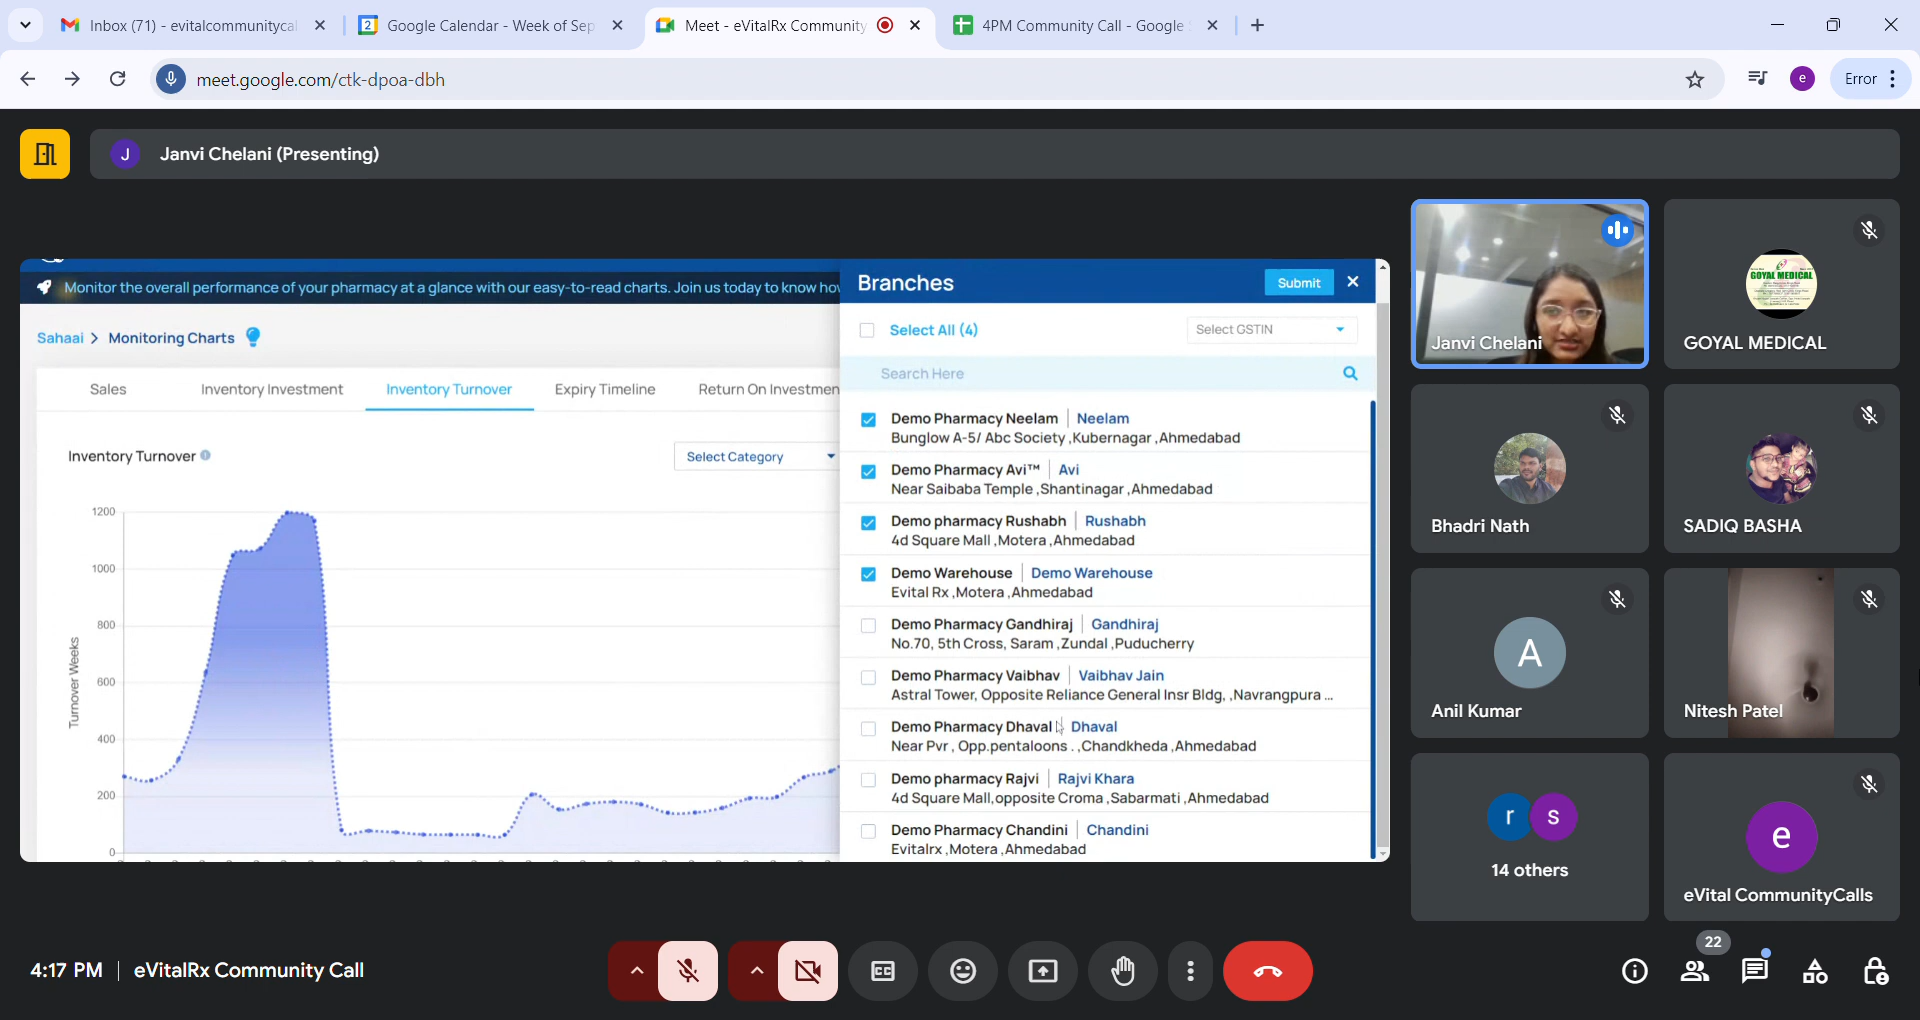 Inbox (71) - evitalcommunityca
Google Calendar - Week of Sep
Meet - eVitalRx Community
4PM Community Call - Google
meet.google.com/ctk-dpoa-dbh
e
Error
J
Janvi Chelani (Presenting)
Monitor the overall performance of your pharmacy at a glance with our easy-to-read charts. Join us today to know how
Sahaai > Monitoring Charts
Sales
Inventory Investment
Inventory Turnover
Expiry Timeline
Return On Investmen
Inventory Turnover
Select Category
Turnover Weeks
1200
1000
800
600
400
200
0
Branches
Submit
Select All (4)
Select GSTIN
Search Here
Demo Pharmacy Neelam | Neelam
Bunglow A-5/ Abc Society ,Kubernagar ,Ahmedabad
Demo Pharmacy Avi™ | Avi
Near Saibaba Temple ,Shantinagar ,Ahmedabad
Demo pharmacy Rushabh | Rushabh
4d Square Mall ,Motera ,Ahmedabad
Demo Warehouse | Demo Warehouse
Evital Rx ,Motera ,Ahmedabad
Demo Pharmacy Gandhiraj | Gandhiraj
No.70, 5th Cross, Saram ,Zundal ,Puducherry
Demo Pharmacy Vaibhav | Vaibhav Jain
Astral Tower, Opposite Reliance General Insr Bldg, ,Navrangpura ...
Demo Pharmacy Dhaval | Dhaval
Near Pvr , Opp.pentaloons . ,Chandkheda ,Ahmedabad
Demo pharmacy Rajvi | Rajvi Khara
4d Square Mall,opposite Croma ,Sabarmati ,Ahmedabad
Demo Pharmacy Chandini | Chandini
Evitalrx ,Motera ,Ahmedabad
Janvi Chelani
GOYAL MEDICAL
GOYAL MEDICAL
Bhadri Nath
SADIQ BASHA
A
Anil Kumar
Nitesh Patel
r
s
14 others
e
eVital CommunityCalls
4:17 PM | eVitalRx Community Call
22